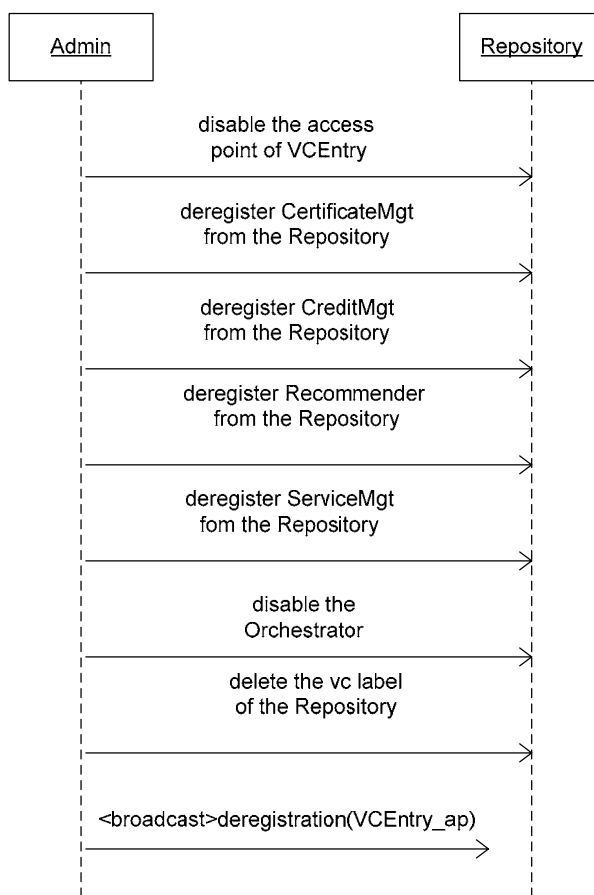 Admin
Repository
disable the access
point of VCEntry
deregister CertificateMgt
from the Repository
deregister CreditMgt
from the Repository
deregister Recommender
from the Repository
deregister ServiceMgt
fom the Repository
disable the
Orchestrator
delete the vc label
of the Repository
<broadcast>deregistration(VCEntry_ap)